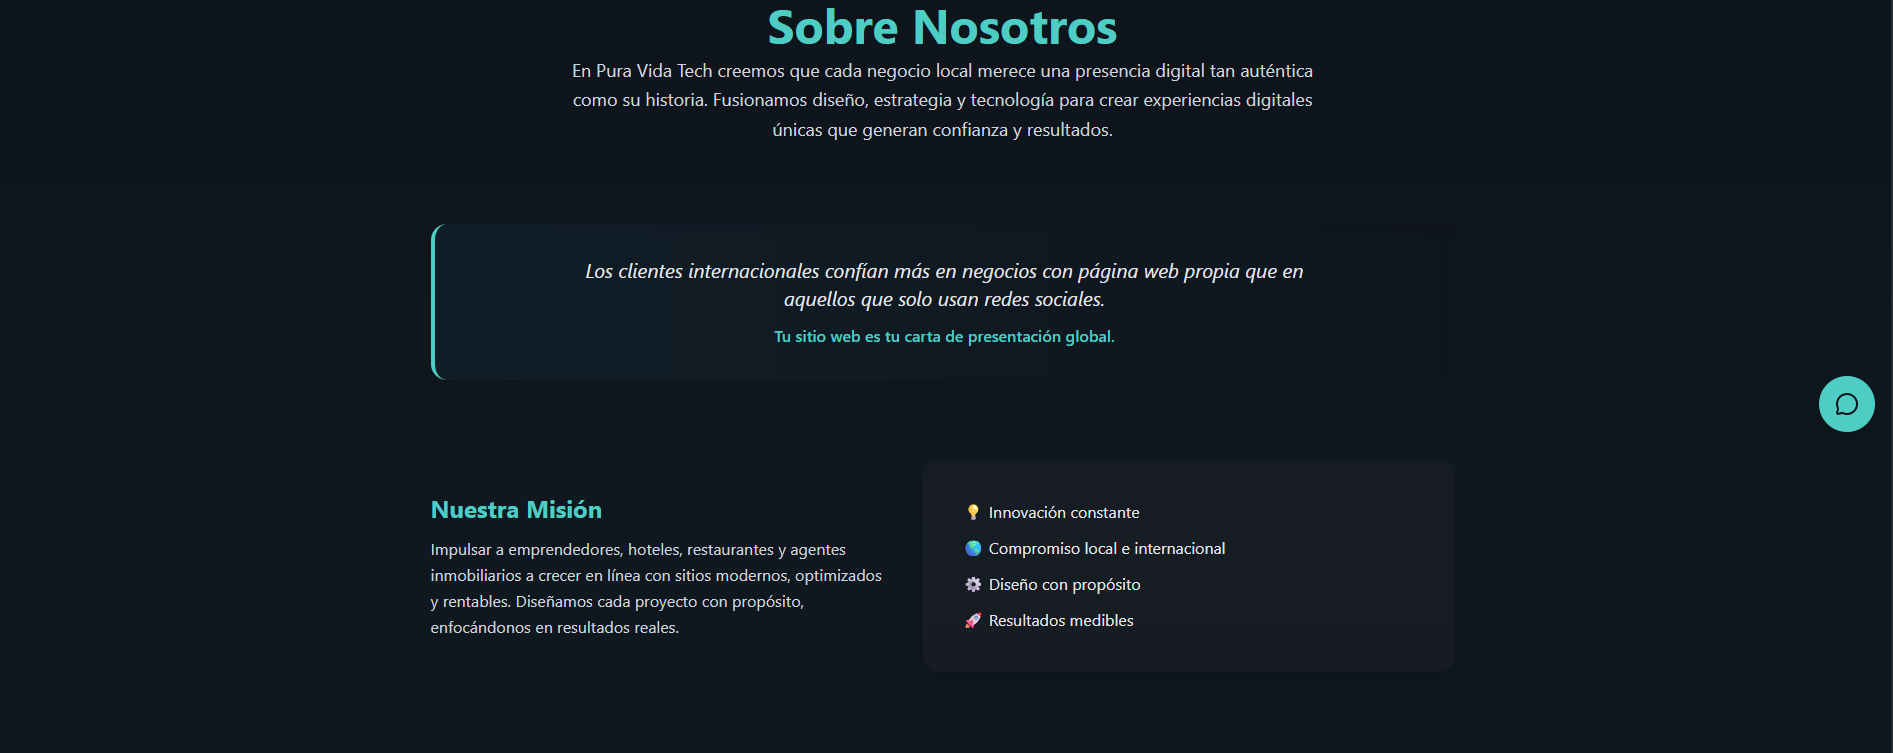 Sobre Nosotros
En Pura Vida Tech creemos que cada negocio local merece una presencia digital tan auténtica
como su historia. Fusionamos diseño, estrategia y tecnología para crear experiencias digitales
únicas que generan confianza y resultados.
Los clientes internacionales confían más en negocios con página web propia que en
aquellos que solo usan redes sociales.
Tu sitio web es tu carta de presentación global.
Nuestra Misión
Impulsar a emprendedores, hoteles, restaurantes y agentes
inmobiliarios a crecer en línea con sitios modernos, optimizados
y rentables. Diseñamos cada proyecto con propósito,
enfocándonos en resultados reales.
💡 Innovación constante
🌎 Compromiso local e internacional
⚙️ Diseño con propósito
🚀 Resultados medibles